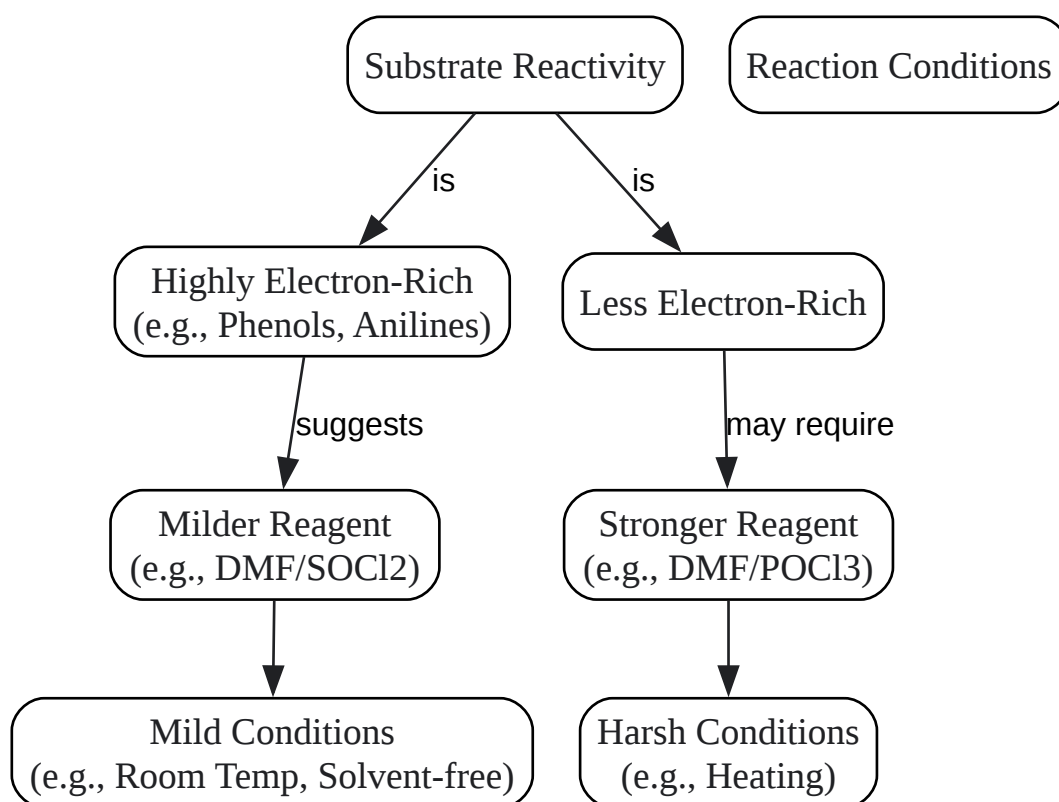 Substrate Reactivity
Reaction Conditions
is
is
Highly Electron-Rich
(e.g., Phenols, Anilines)
Less Electron-Rich
suggests
may require
Milder Reagent
(e.g., DMF/SOCl2)
Stronger Reagent
(e.g., DMF/POCl3)
Mild Conditions
(e.g., Room Temp, Solvent-free)
Harsh Conditions
(e.g., Heating)